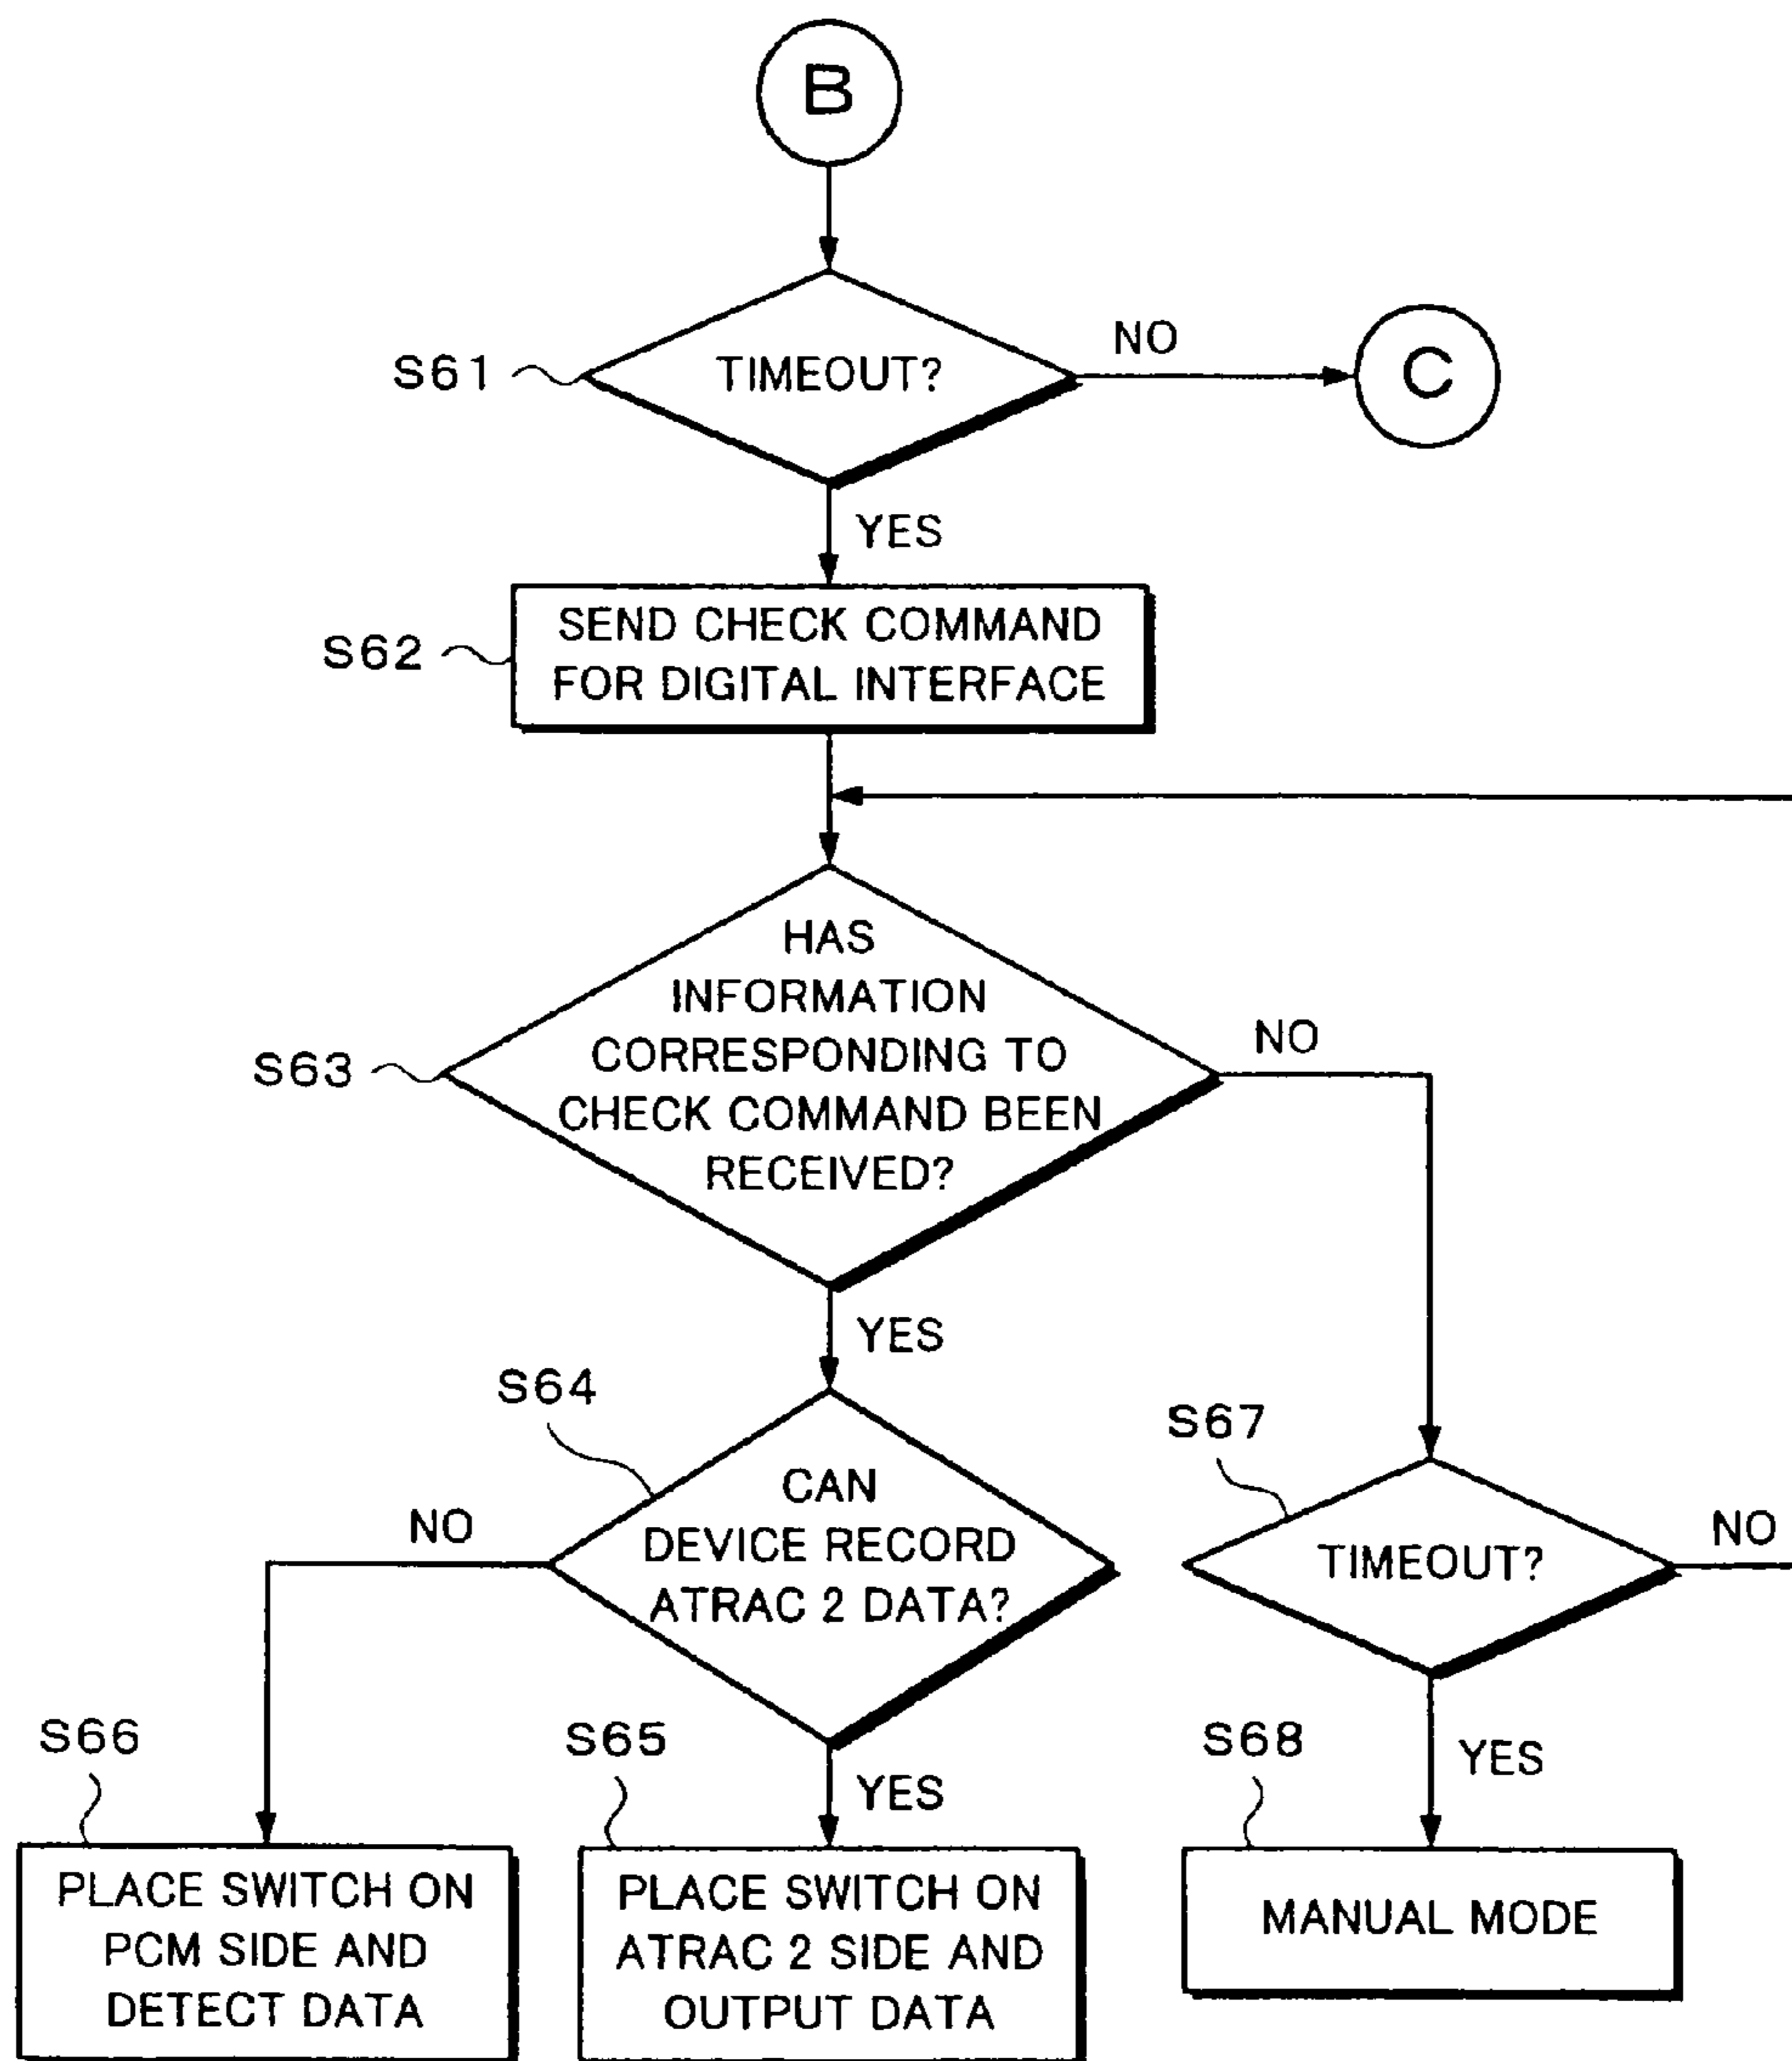 B
S61
TIMEOUT?
NO
C
YES
S62
SEND CHECK COMMAND
FOR DIGITAL INTERFACE
S63
HAS
INFORMATION
CORRESPONDING TO
CHECK COMMAND BEEN
RECEIVED?
NO
YES
S64
CAN
DEVICE RECORD
ATRAC 2 DATA?
NO
S67
TIMEOUT?
NO
S66
PLACE SWITCH ON
PCM SIDE AND
DETECT DATA
S65
YES
PLACE SWITCH ON
ATRAC 2 SIDE AND
OUTPUT DATA
S68
YES
MANUAL MODE